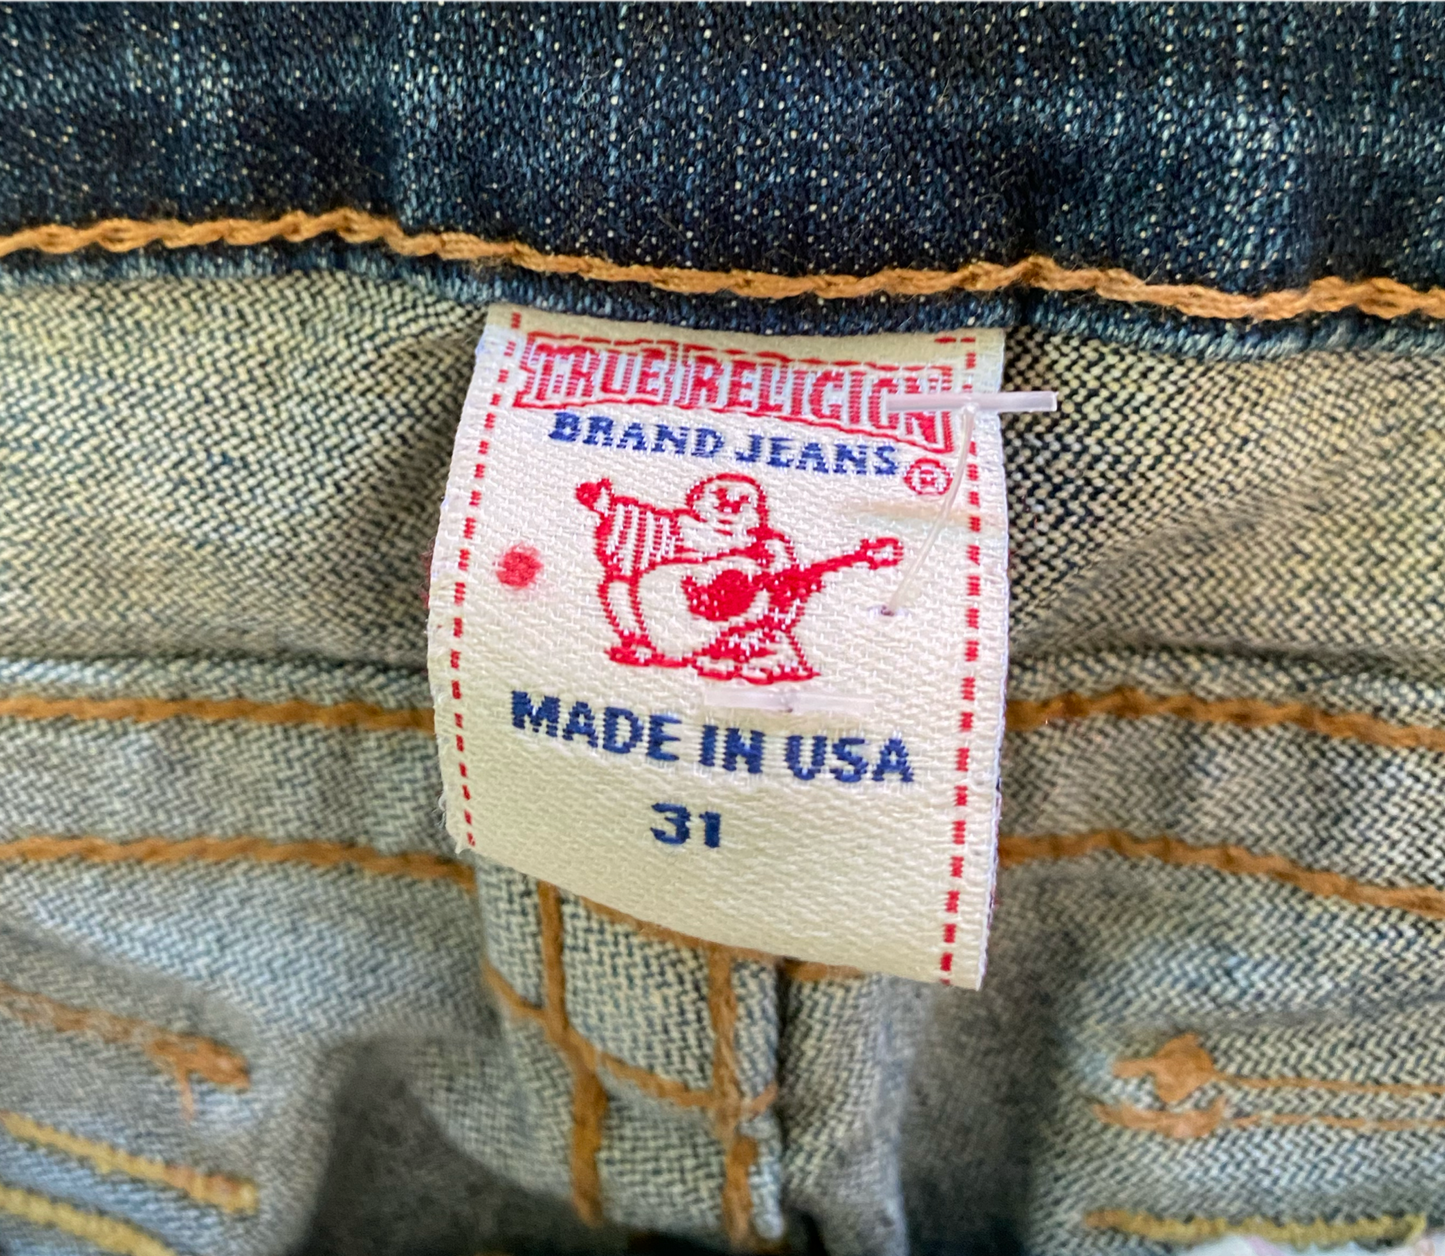 TRUE RELIGION
BRAND JEANS ®
MADE IN USA
31